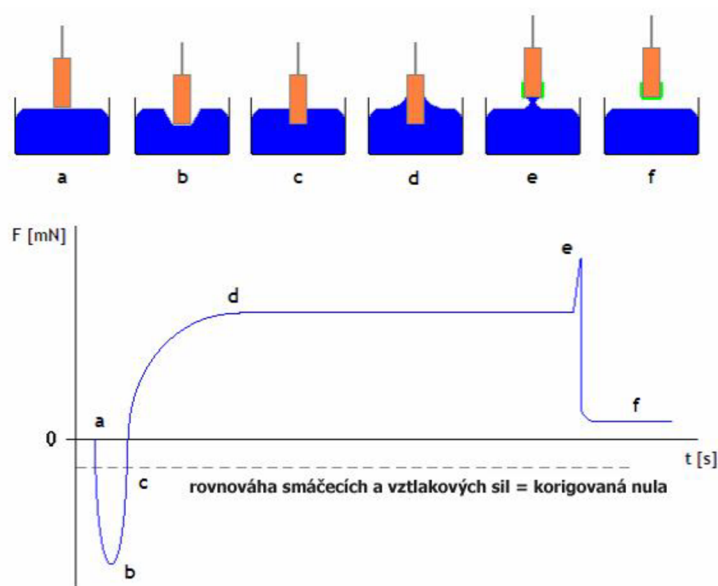 a b c d e f
F [mN]
e
d
a
f
0
t [s]
c
rovnováha smáčecích a vztlakových sil = korigovaná nula
b